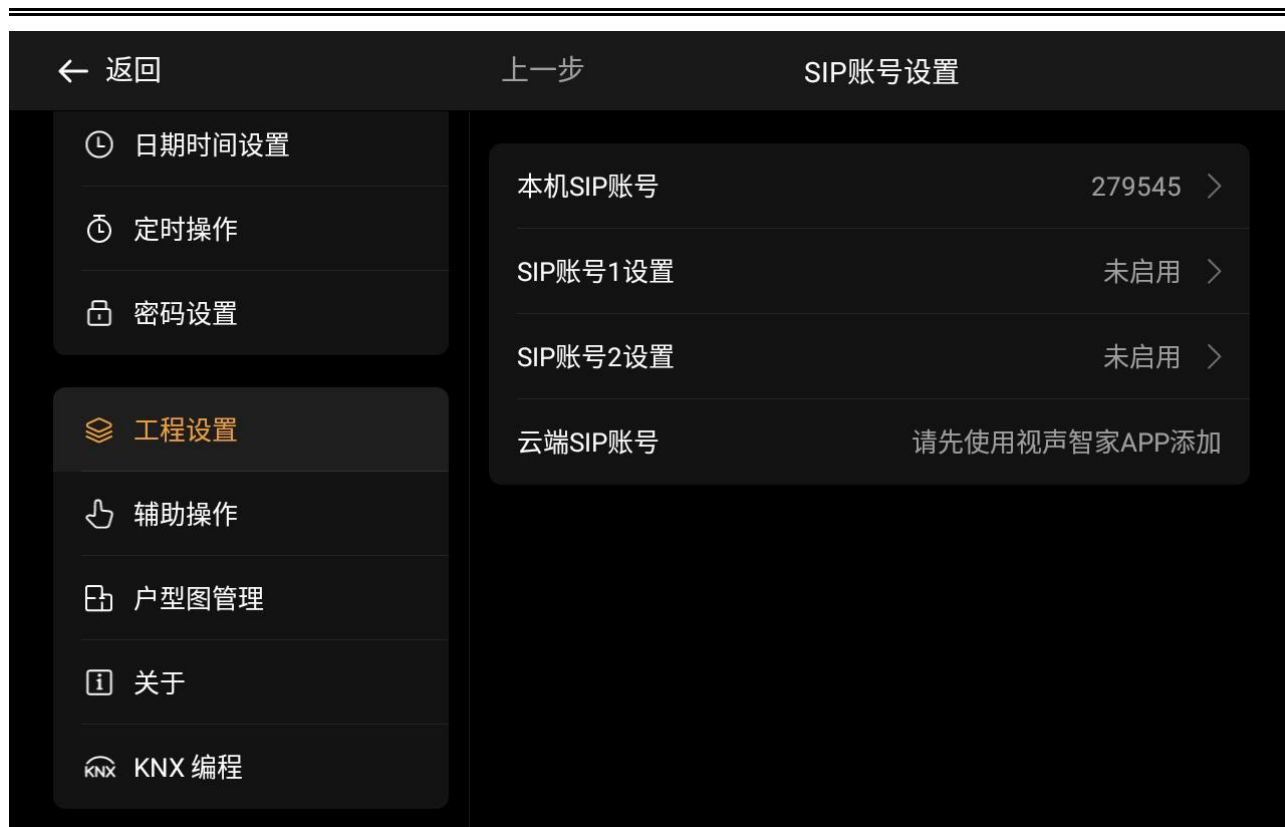 返回
上一步
SIP账号设置
日期时间设置
定时操作
密码设置
工程设置
辅助操作
户型图管理
关于
KNX KNX 编程
本机SIP账号 279545
SIP账号1设置 未启用
SIP账号2设置 未启用
云端SIP账号 请先使用视声智家APP添加